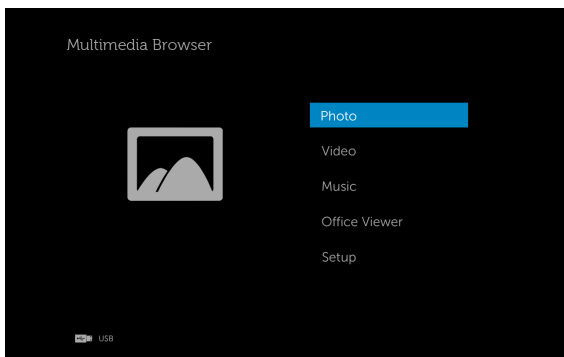 Multimedia Browser
Photo
Video
Music
Office Viewer
Setup
USB